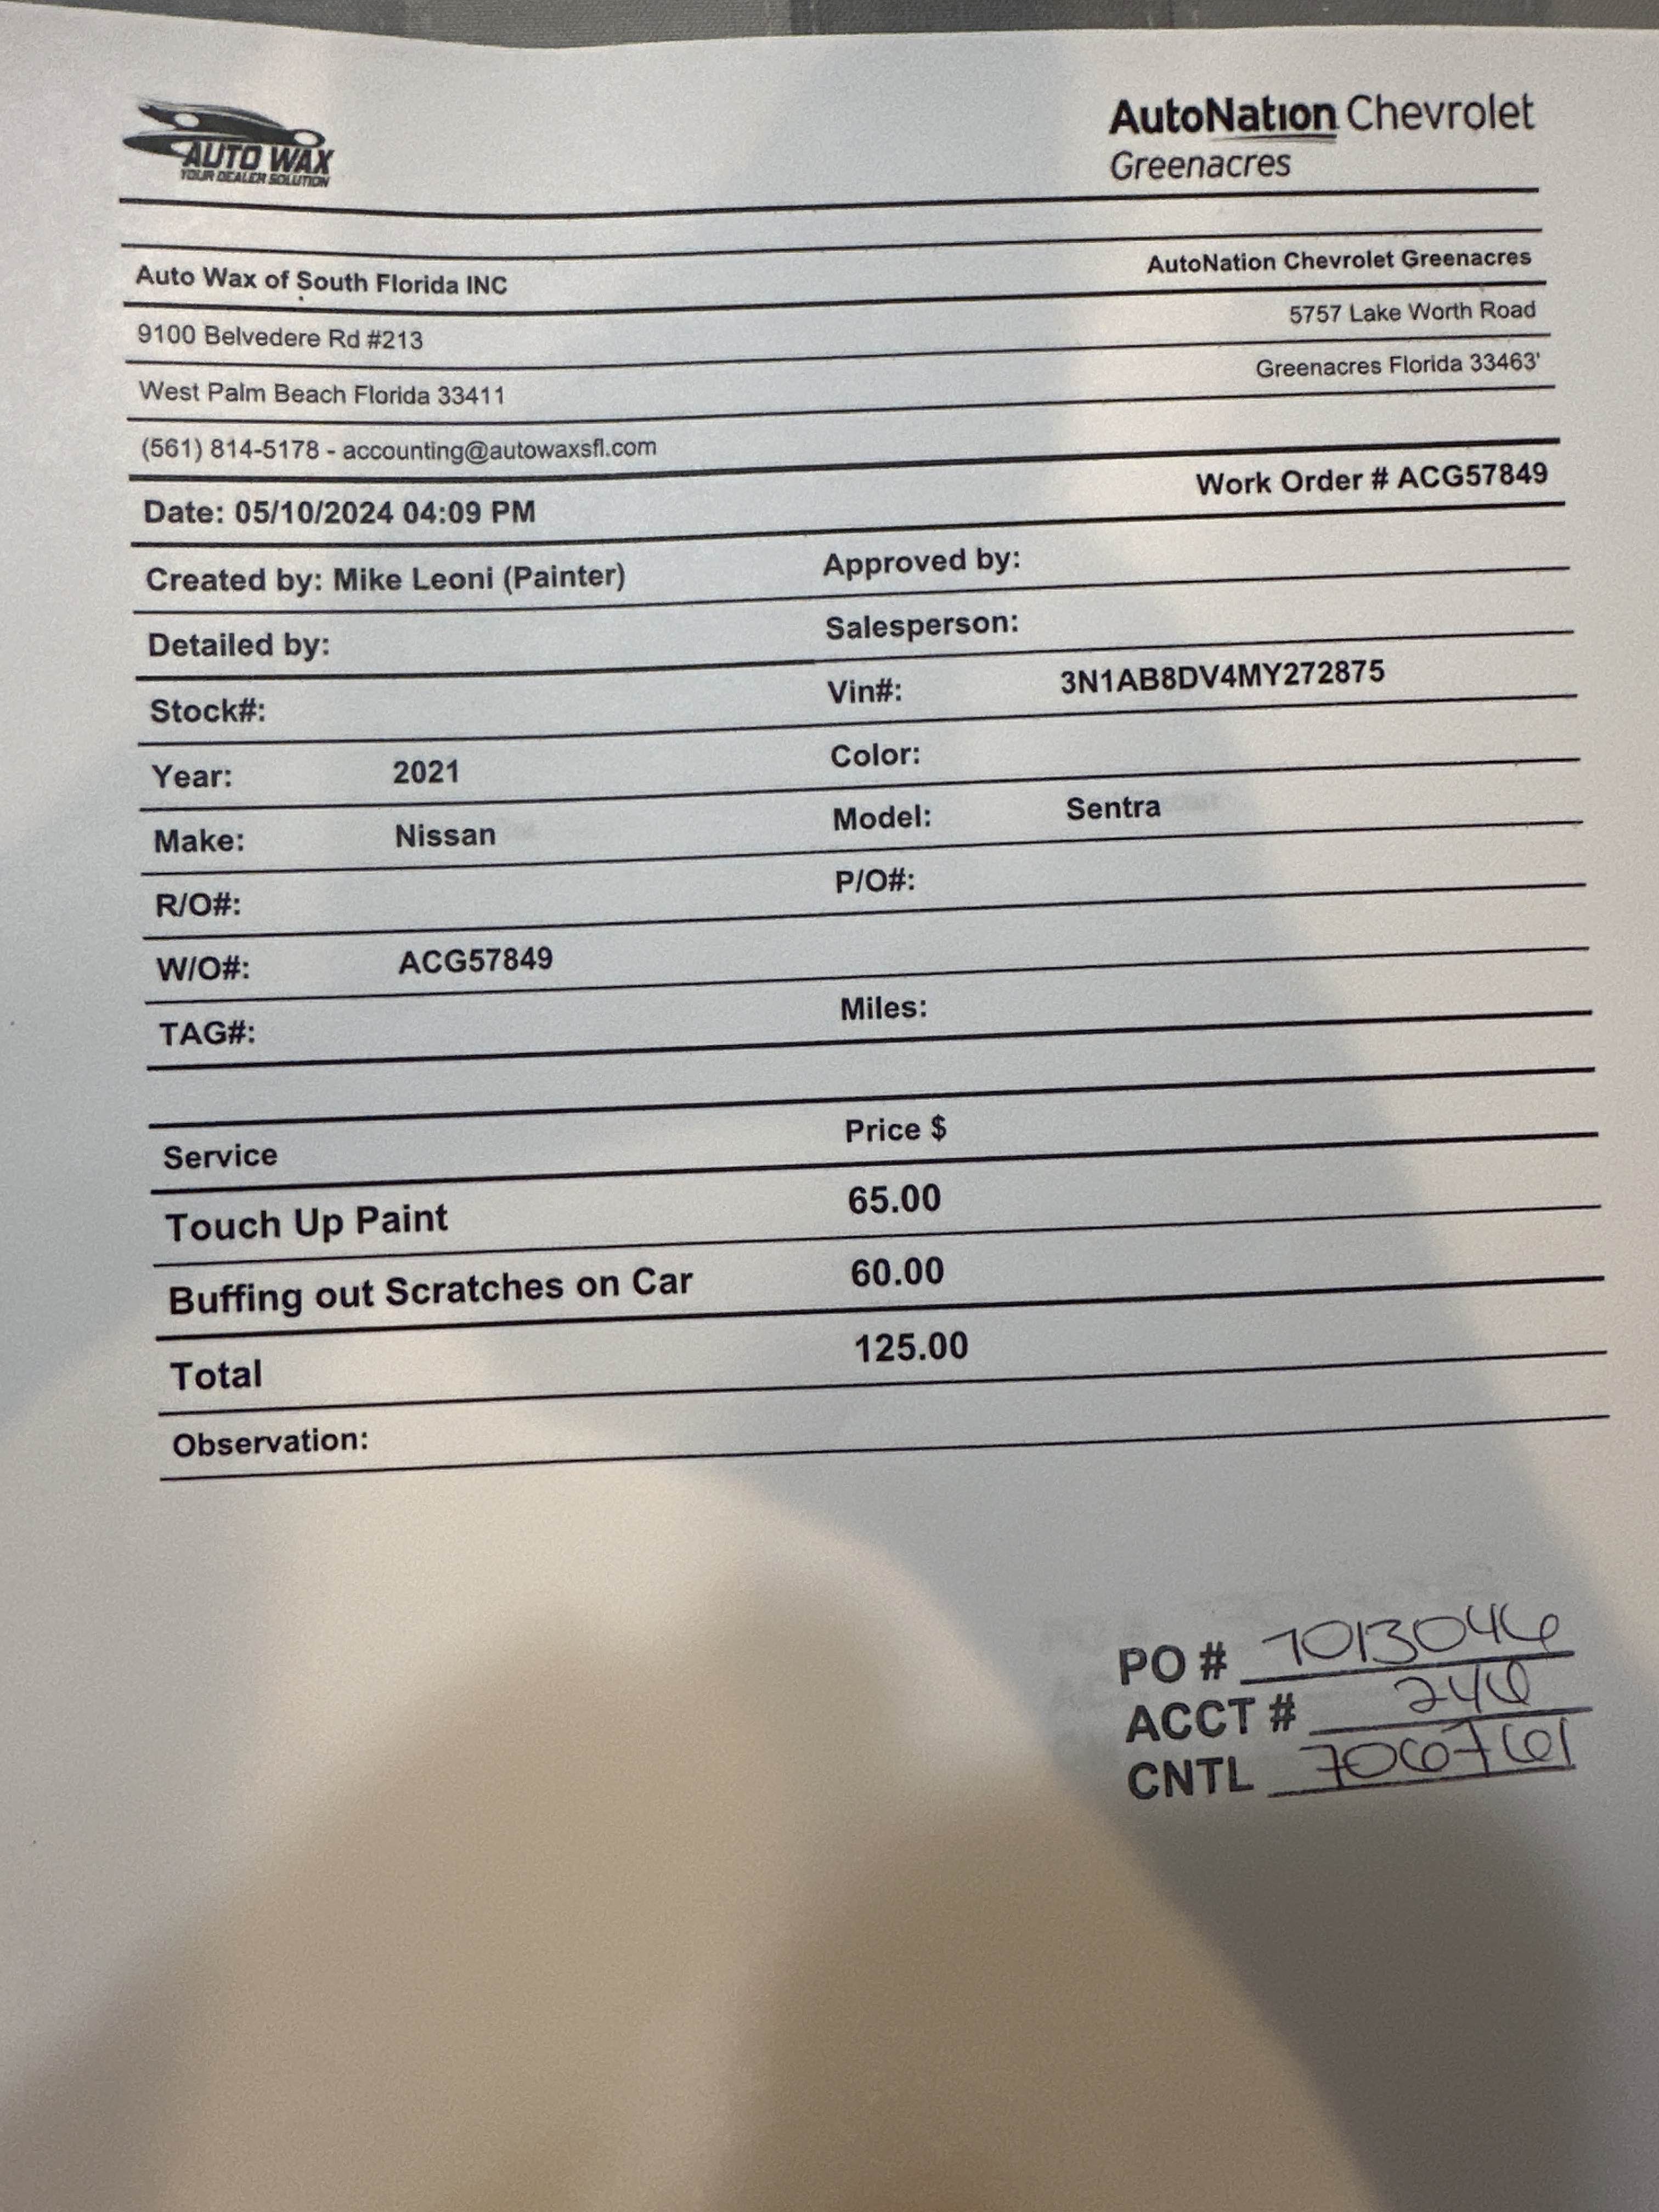 AUTO WAX
YOUR DEALER SOLUTION
AutoNation Chevrolet
Greenacres
Auto Wax of South Florida INC
AutoNation Chevrolet Greenacres
9100 Belvedere Rd #213
5757 Lake Worth Road
West Palm Beach Florida 33411
Greenacres Florida 33463'
(561) 814-5178 - accounting@autowaxsfl.com
Date: 05/10/2024 04:09 PM
Work Order # ACG57849
Created by: Mike Leoni (Painter)
Approved by:
Detailed by:
Salesperson:
Stock#:
Vin#: 3N1AB8DV4MY272875
Year: 2021
Color:
Make: Nissan
Model: Sentra
R/O#:
P/O#:
W/O#: ACG57849
TAG#:
Miles:
Service Price $
Touch Up Paint 65.00
Buffing out Scratches on Car 60.00
Total 125.00
Observation:
PO # 7013046
ACCT # 246
CNTL 7067661